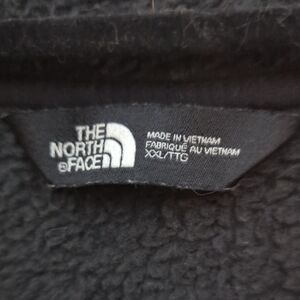 THE
NORTH
FACE
MADE IN VIETNAM
FABRIQUÉ AU VIETNAM
XXL/TTG